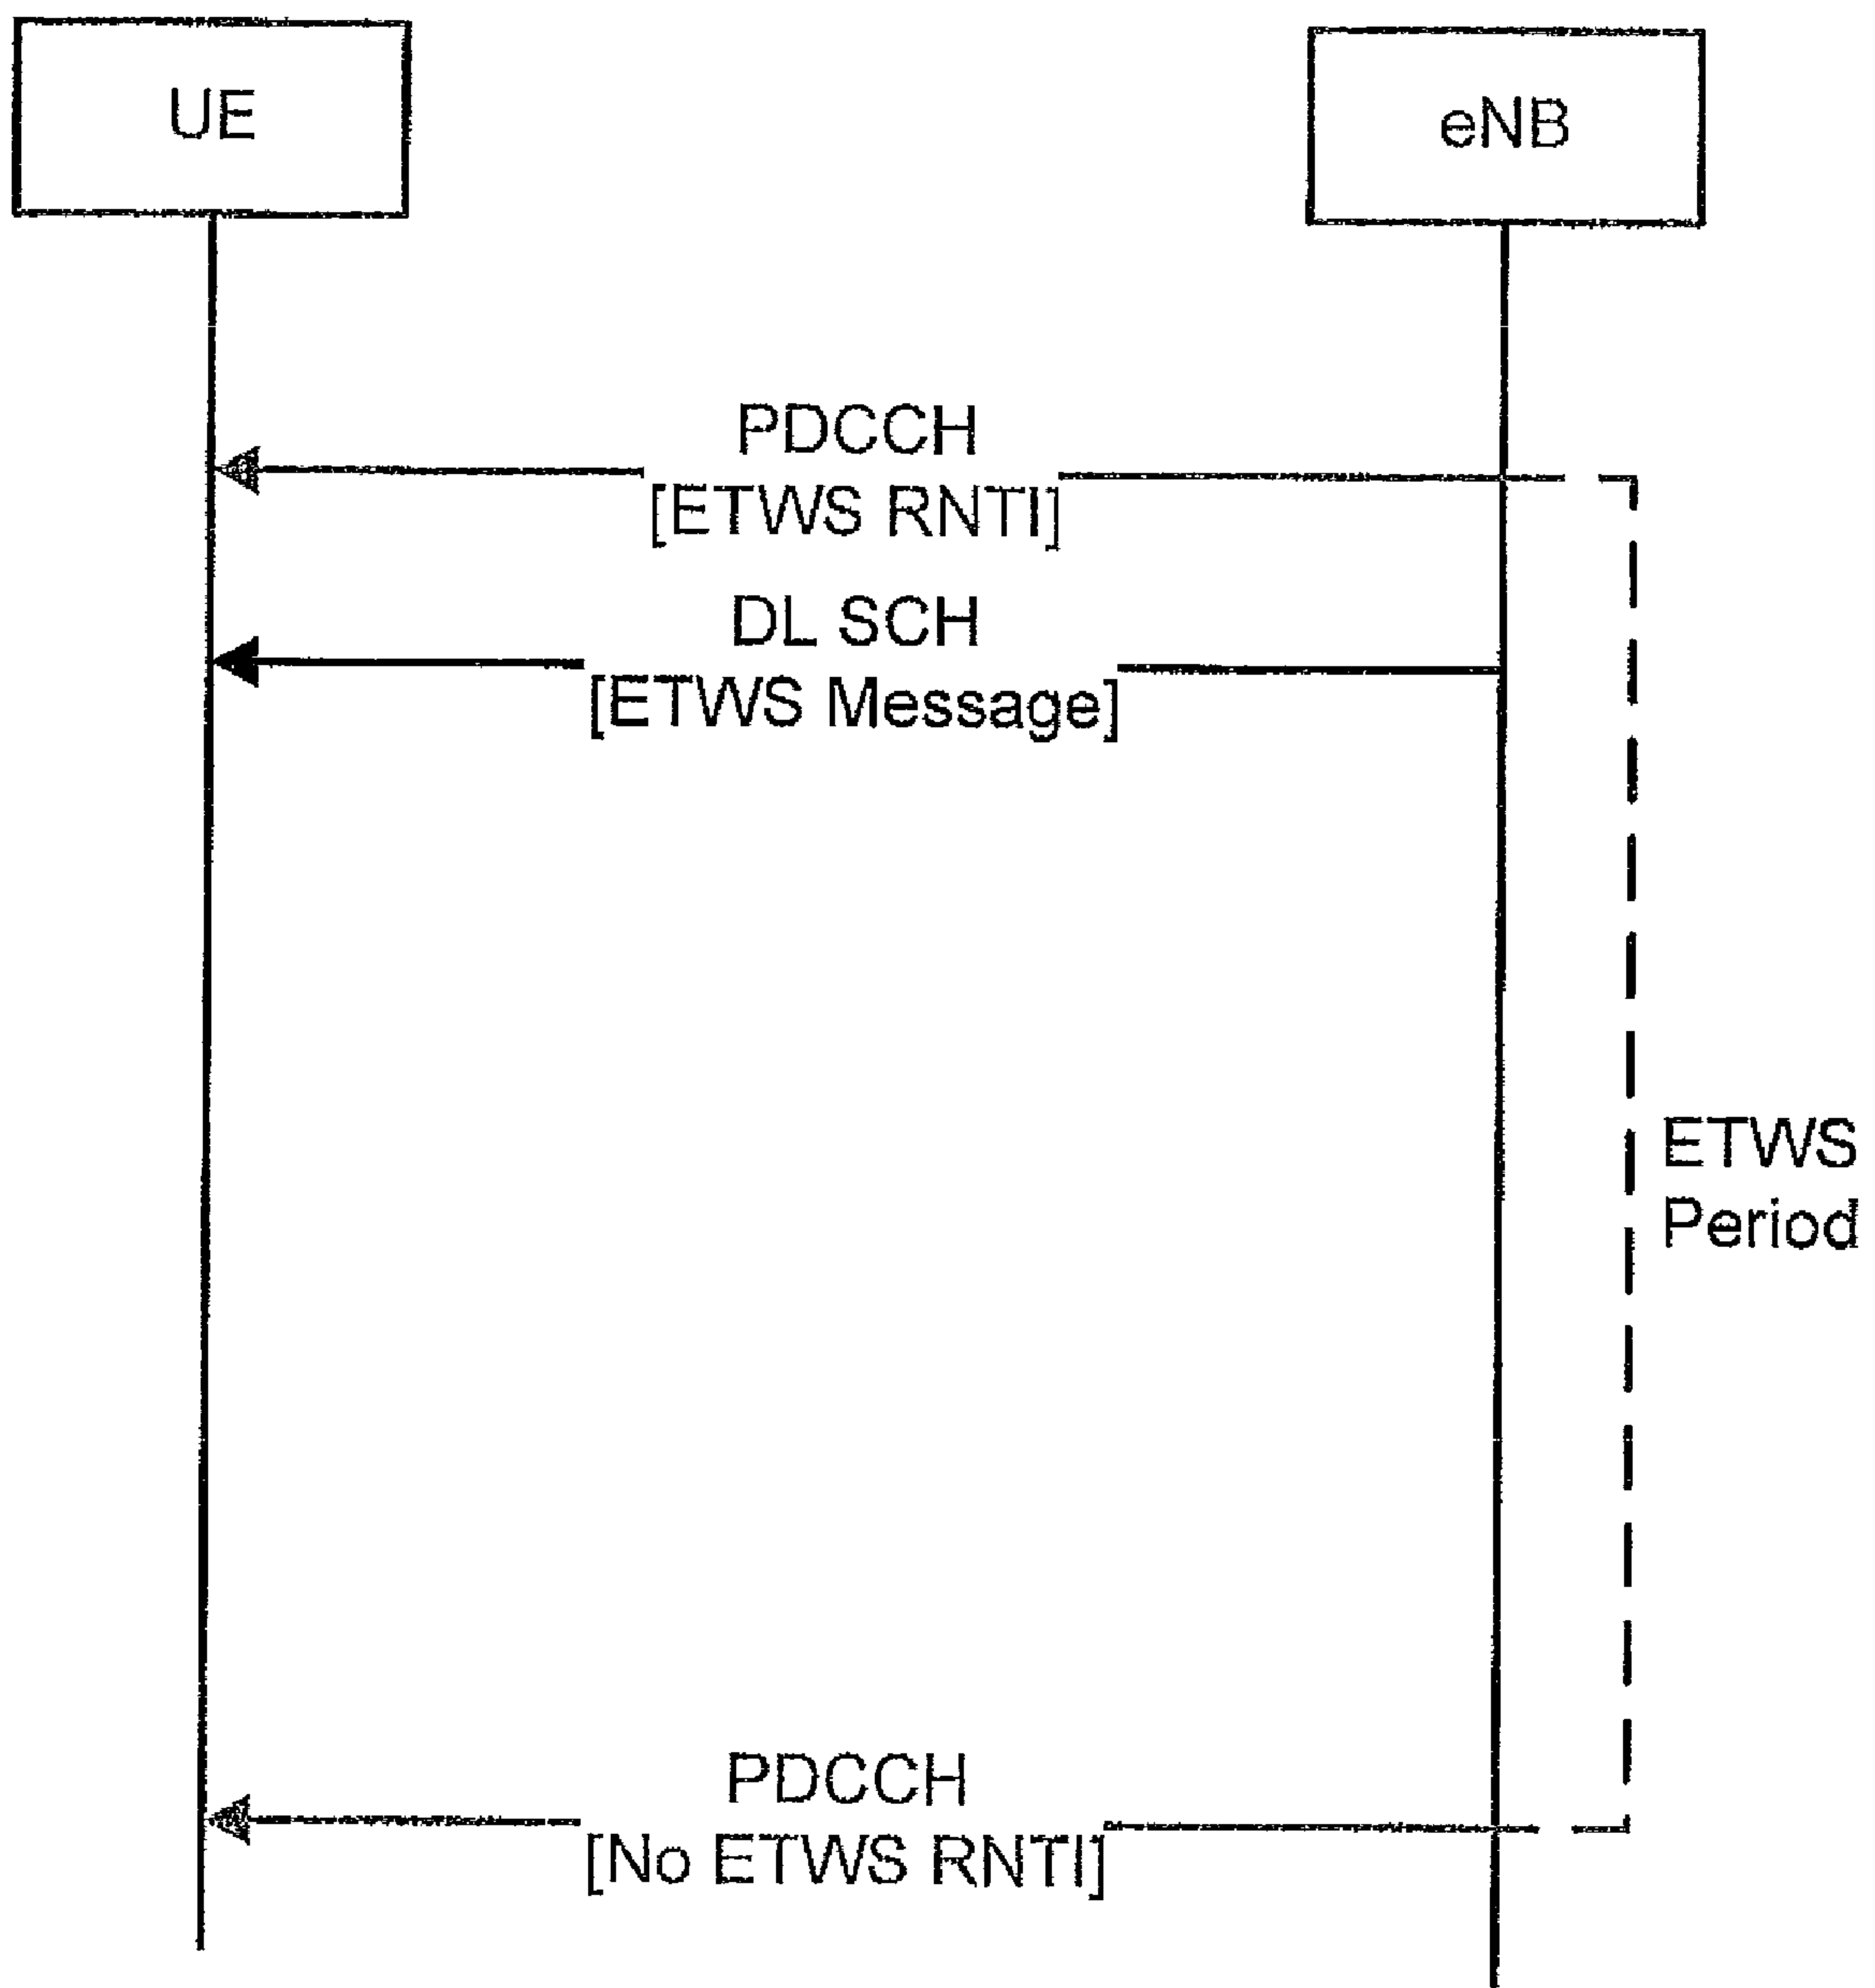 UE
eNB
PDCCH
[ETWS RNTI]
DL SCH
[ETWS Message]
ETWS
Period
PDCCH
[No ETWS RNTI]